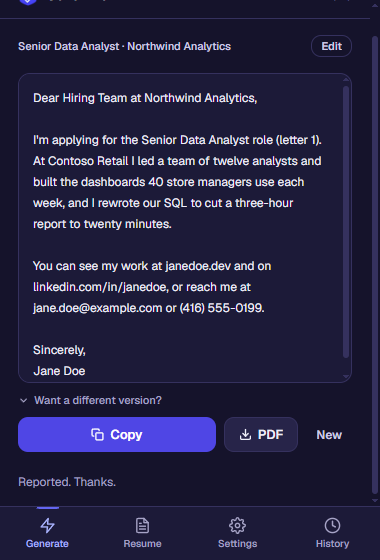 Senior Data Analyst · Northwind Analytics
Edit
Dear Hiring Team at Northwind Analytics,
I'm applying for the Senior Data Analyst role (letter 1).
At Contoso Retail I led a team of twelve analysts and
built the dashboards 40 store managers use each
week, and I rewrote our SQL to cut a three-hour
report to twenty minutes.
You can see my work at janedoe.dev and on
linkedin.com/in/janedoe, or reach me at
jane.doe@example.com or (416) 555-0199.
Sincerely,
Jane Doe
Want a different version?
Copy
PDF
New
Reported. Thanks.
Generate
Resume
Settings
History